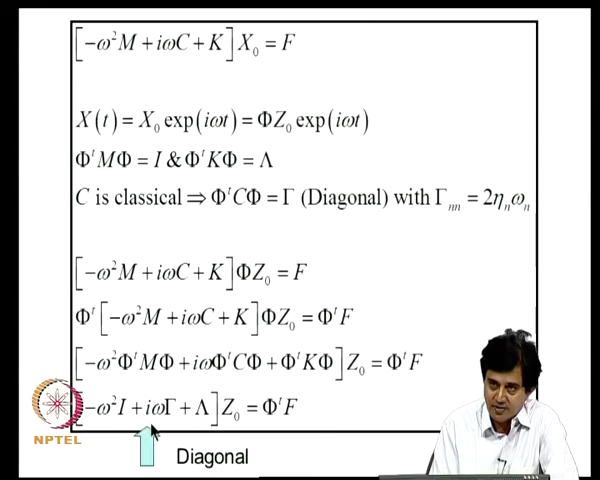 [−ω²M + iωC + K] X₀ = F
X(t) = X₀ exp(iωt) = ΦZ₀ exp(iωt)
ΦᵗMΦ = I & ΦᵗKΦ = Λ
C is classical ⇒ ΦᵗCΦ = Γ (Diagonal) with Γₙₙ = 2ηₙωₙ
[−ω²M + iωC + K] ΦZ₀ = F
Φᵗ [−ω²M + iωC + K] ΦZ₀ = ΦᵗF
[−ω²ΦᵗMΦ + iωΦᵗCΦ + ΦᵗKΦ] Z₀ = ΦᵗF
[−ω²I + iωΓ + Λ] Z₀ = ΦᵗF
NPTEL
Diagonal